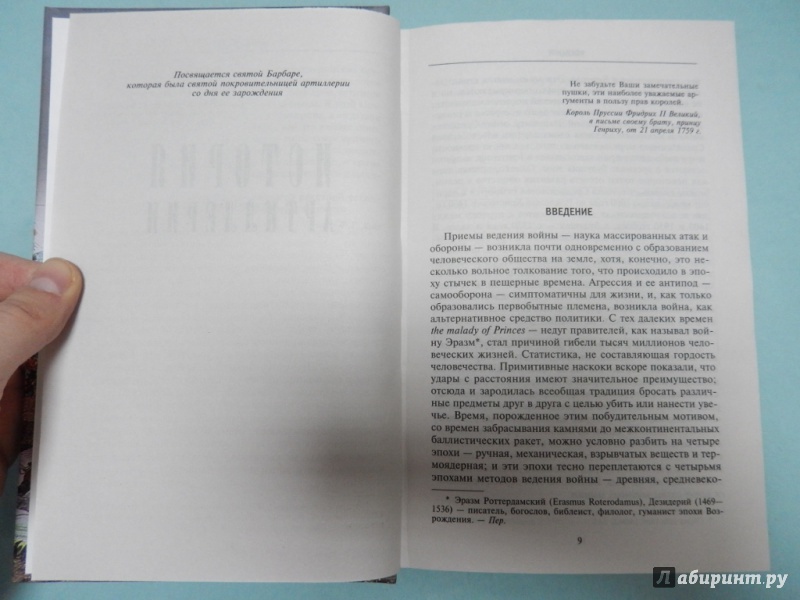 Посвящается святой Барбаре,
которая была святой покровительницей артиллерии
со дня ее зарождения
Не забудьте Ваши замечательные
пушки, эти наиболее уважаемые ар-
гументы в пользу прав королей.
Король Пруссии Фридрих II Великий,
в письме своему брату, принцу
Генриху, от 21 апреля 1759 г.
ВВЕДЕНИЕ
Приемы ведения войны — наука массированных атак и
обороны — возникла почти одновременно с образованием
человеческого общества на земле, хотя, конечно, это не-
сколько вольное толкование того, что происходило в эпо-
ху стычек в пещерные времена. Агрессия и ее антипод —
самооборона — симптоматичны для жизни, и, как только
образовались первобытные племена, возникла война, как
альтернативное средство политики. С тех далеких времен
the malady of Princes — недуг правителей, как называл вой-
ну Эразм*, стал причиной гибели тысяч миллионов чело-
веческих жизней. Статистика, не составляющая гордость
человечества. Примитивные наскоки вскоре показали, что
удары с расстояния имеют значительное преимущество;
отсюда и зародилась всеобщая традиция бросать различ-
ные предметы друг в друга с целью убить или нанести уве-
чье. Время, порожденное этим побудительным мотивом,
со времен забрасывания камнями до межконтинентальных
баллистических ракет, можно условно разбить на четыре
эпохи — ручная, механическая, взрывчатых веществ и тер-
моядерная; и эти эпохи тесно переплетаются с четырьмя
эпохами методов ведения войны — древняя, средневеко-
* Эразм Роттердамский (Erasmus Roterodamus), Дезидерий (1469—
1536) — писатель, богослов, библеист, филолог, гуманист эпохи Воз-
рождения. — Пер.
9
Лабиринт.ру